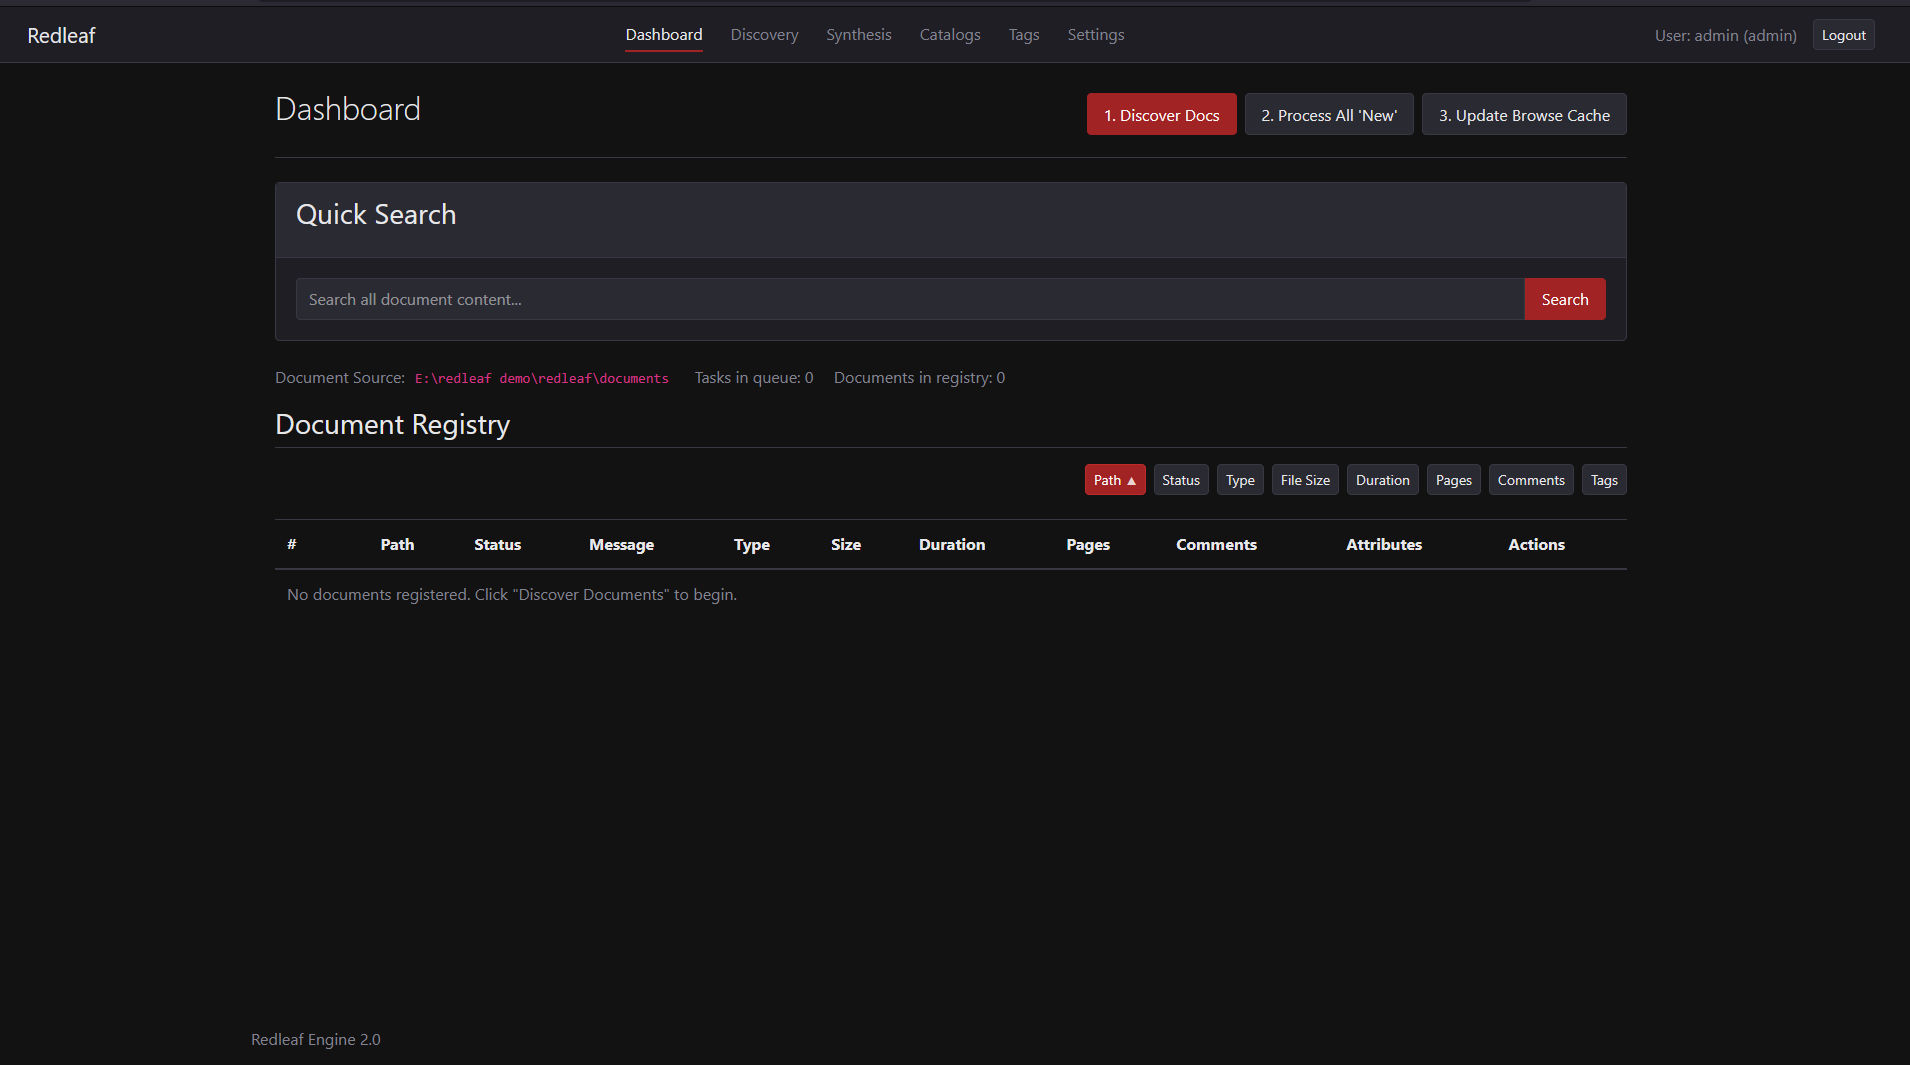 Redleaf
Dashboard Discovery Synthesis Catalogs Tags Settings
User: admin (admin) Logout
Dashboard
1. Discover Docs 2. Process All 'New' 3. Update Browse Cache
Quick Search
Search all document content... Search
Document Source: E:\redleaf demo\redleaf\documents Tasks in queue: 0 Documents in registry: 0
Document Registry
Path ▲ Status Type File Size Duration Pages Comments Tags
# Path Status Message Type Size Duration Pages Comments Attributes Actions
No documents registered. Click "Discover Documents" to begin.
Redleaf Engine 2.0